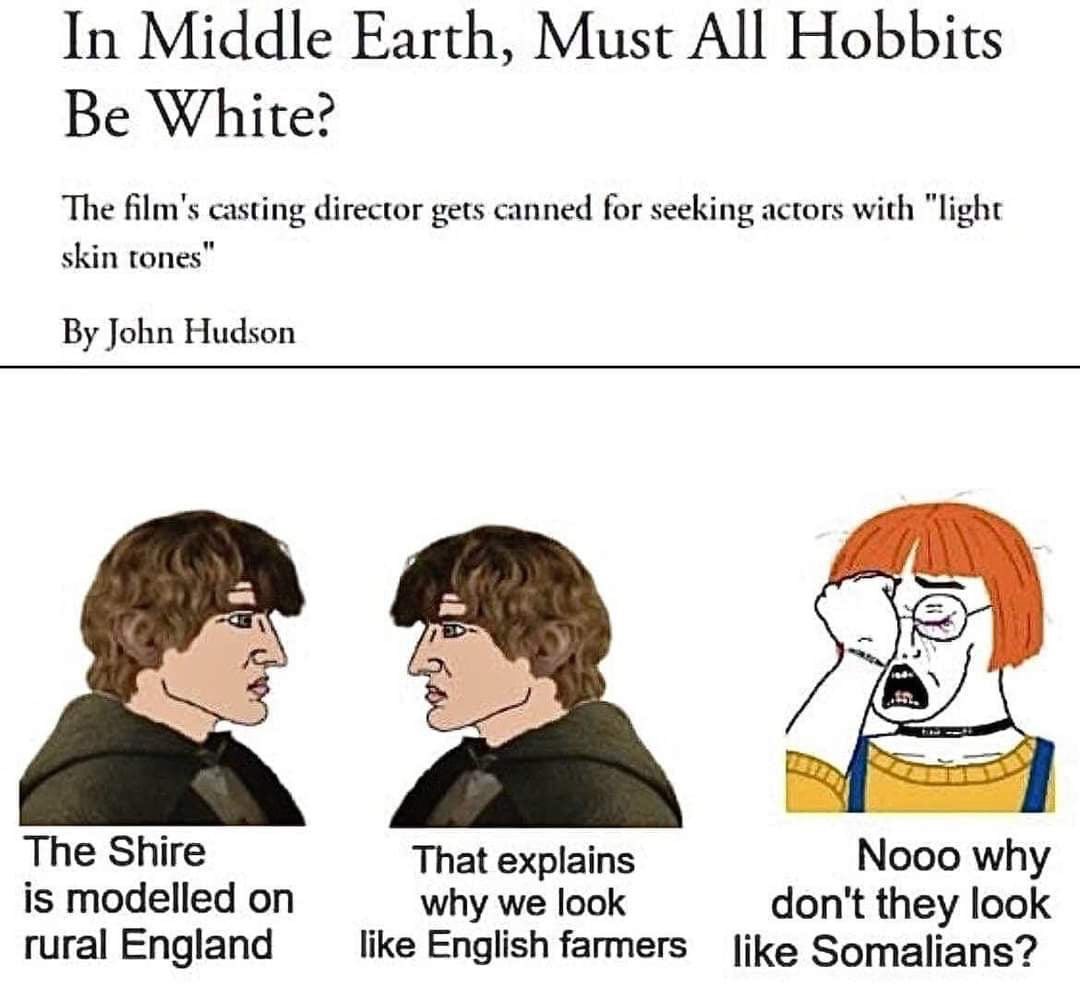 In Middle Earth, Must All Hobbits
Be White?
The film's casting director gets canned for seeking actors with "light
skin tones"
By John Hudson
The Shire
is modelled on
rural England
That explains
why we look
like English farmers
Nooo why
don't they look
like Somalians?